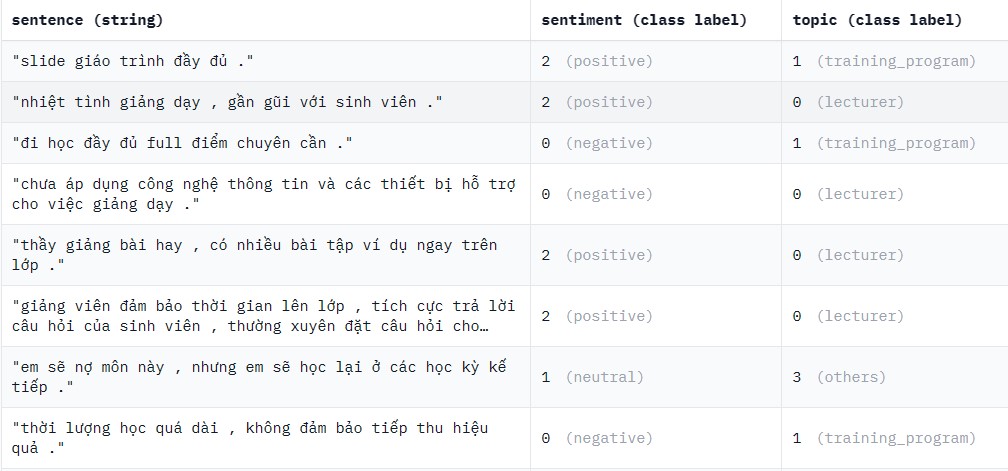 sentence (string) sentiment (class label) topic (class label)
"slide giáo trình đầy đủ ." 2 (positive) 1 (training_program)
"nhiệt tình giảng dạy , gần gũi với sinh viên ." 2 (positive) 0 (lecturer)
"đi học đầy đủ full điểm chuyên cần ." 0 (negative) 1 (training_program)
"chưa áp dụng công nghệ thông tin và các thiết bị hỗ trợ
cho việc giảng dạy ." 0 (negative) 0 (lecturer)
"thầy giảng bài hay , có nhiều bài tập ví dụ ngay trên
lớp ." 2 (positive) 0 (lecturer)
"giảng viên đảm bảo thời gian lên lớp , tích cực trả lời
câu hỏi của sinh viên , thường xuyên đặt câu hỏi cho… 2 (positive) 0 (lecturer)
"em sẽ nợ môn này , nhưng em sẽ học lại ở các học kỳ kế
tiếp ." 1 (neutral) 3 (others)
"thời lượng học quá dài , không đảm bảo tiếp thu hiệu
quả ." 0 (negative) 1 (training_program)